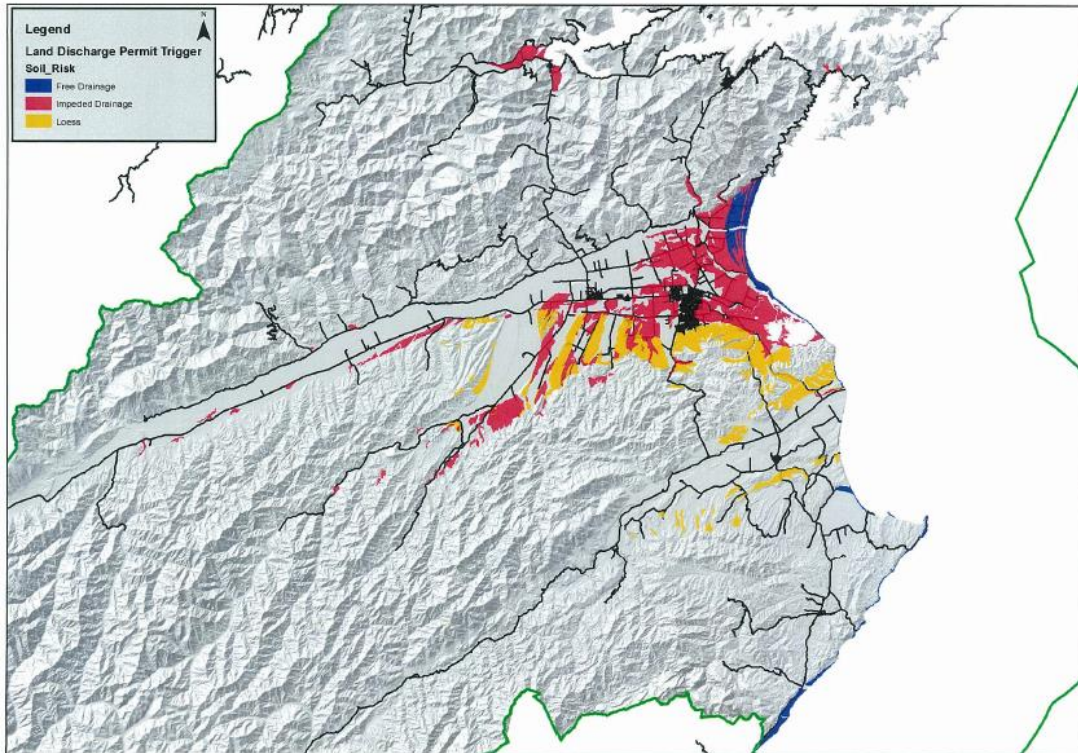 Legend
N
Land Discharge Permit Trigger
Soil_Risk
Free Drainage
Impeded Drainage
Loess